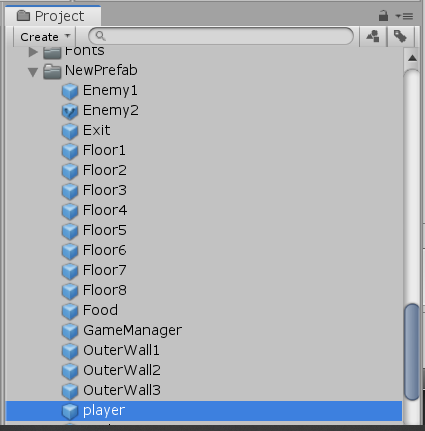 Project
Create
Fonts
NewPrefab
Enemy1
Enemy2
Exit
Floor1
Floor2
Floor3
Floor4
Floor5
Floor6
Floor7
Floor8
Food
GameManager
OuterWall1
OuterWall2
OuterWall3
player